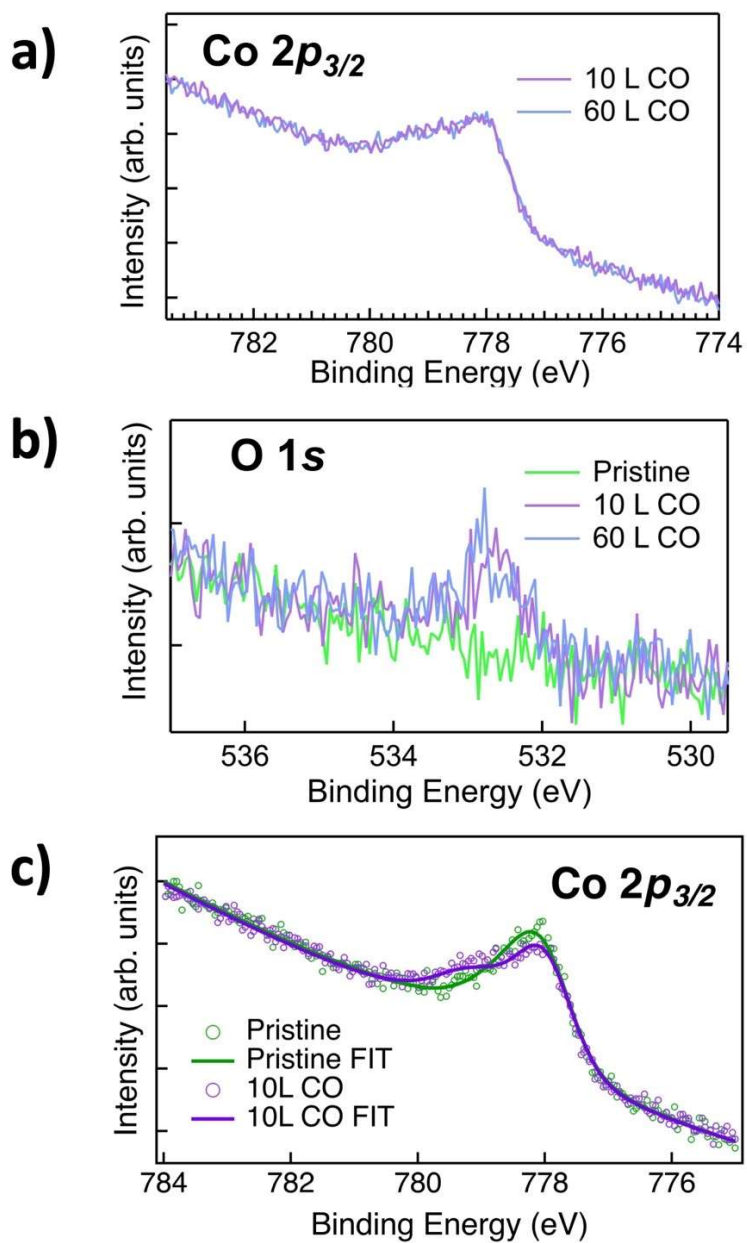 a)
Co 2p3/2
10 L CO
60 L CO
Intensity (arb. units)
782 780 778 776 774
Binding Energy (eV)
b)
O 1s
Pristine
10 L CO
60 L CO
Intensity (arb. units)
536 534 532 530
Binding Energy (eV)
c)
Co 2p3/2
Pristine
Pristine FIT
10L CO
10L CO FIT
Intensity (arb. units)
784 782 780 778 776
Binding Energy (eV)